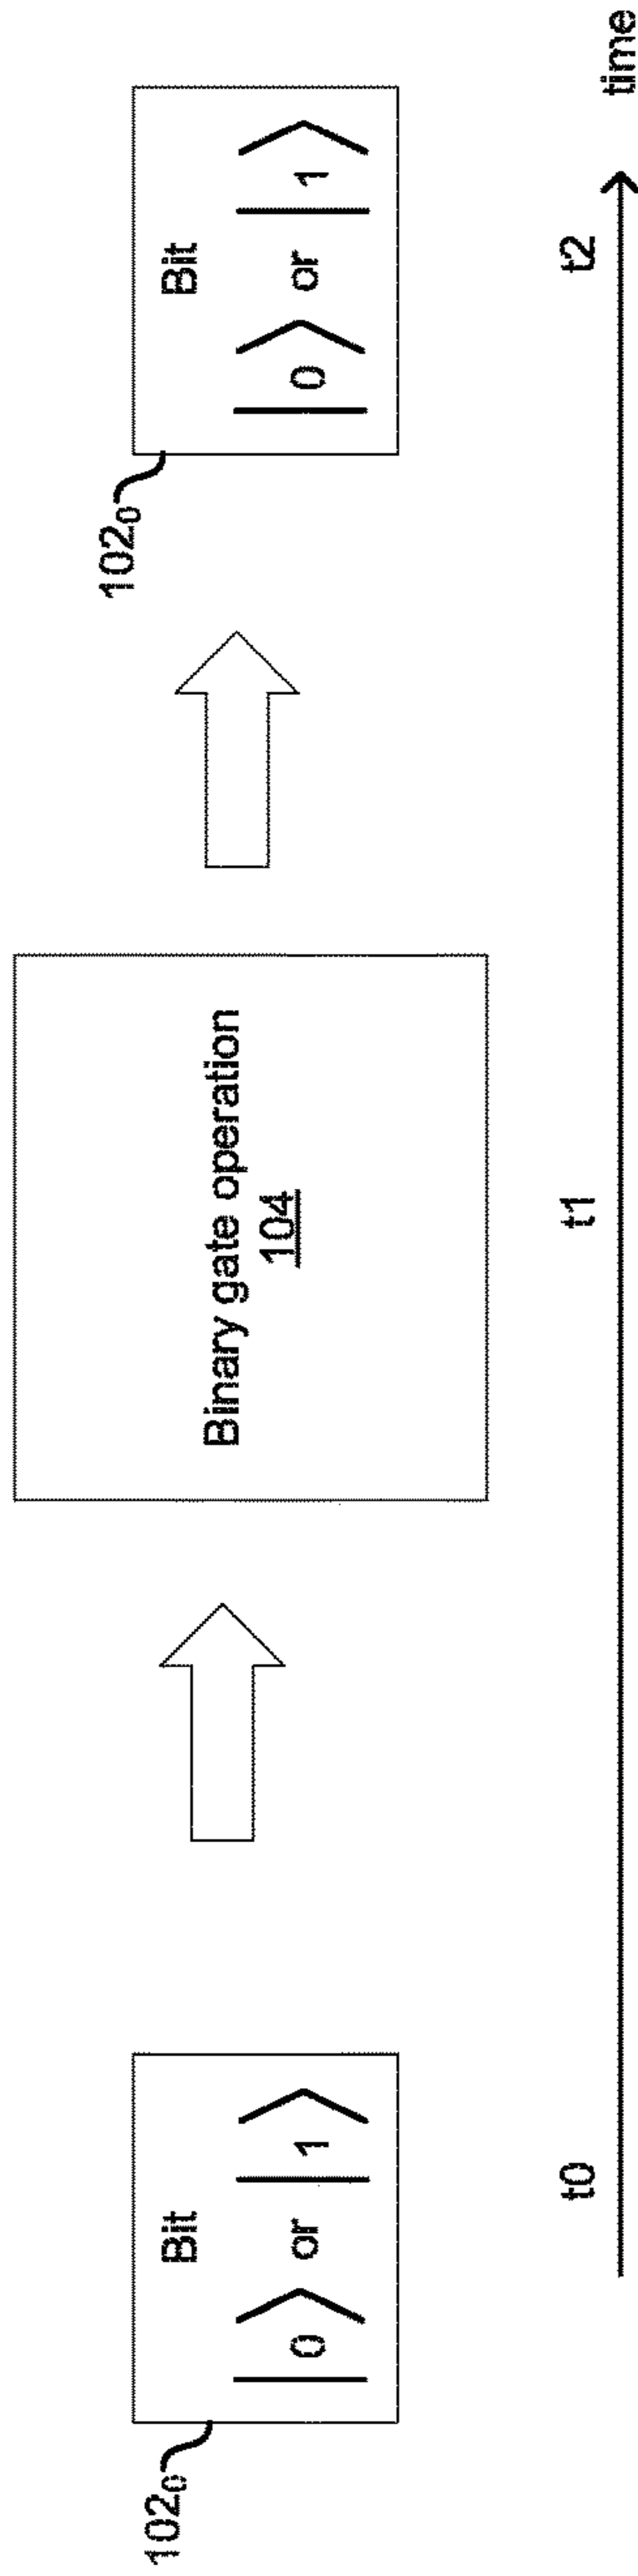 102₀
Bit
|0⟩ or |1⟩
Binary gate operation
104
102₀
Bit
|0⟩ or |1⟩
t0
t1
t2
time